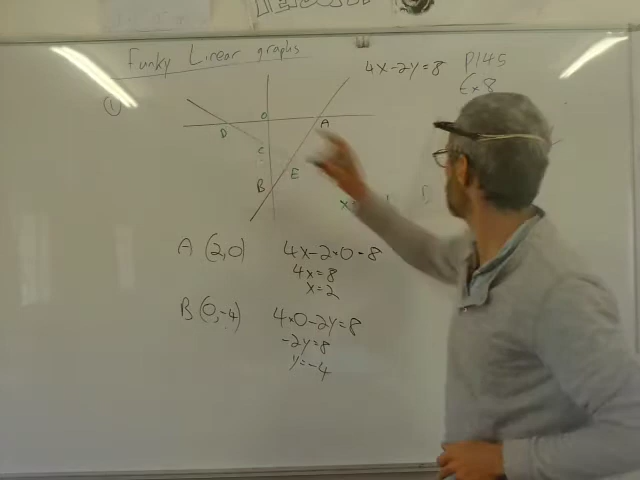 Funky Linear graphs
4x-2y=8
P145
Ex 8
①
O
A
D
C
E
B
A (2,0)
4x-2×0=8
4x=8
x=2
B (0,-4)
4×0-2y=8
-2y=8
y=-4